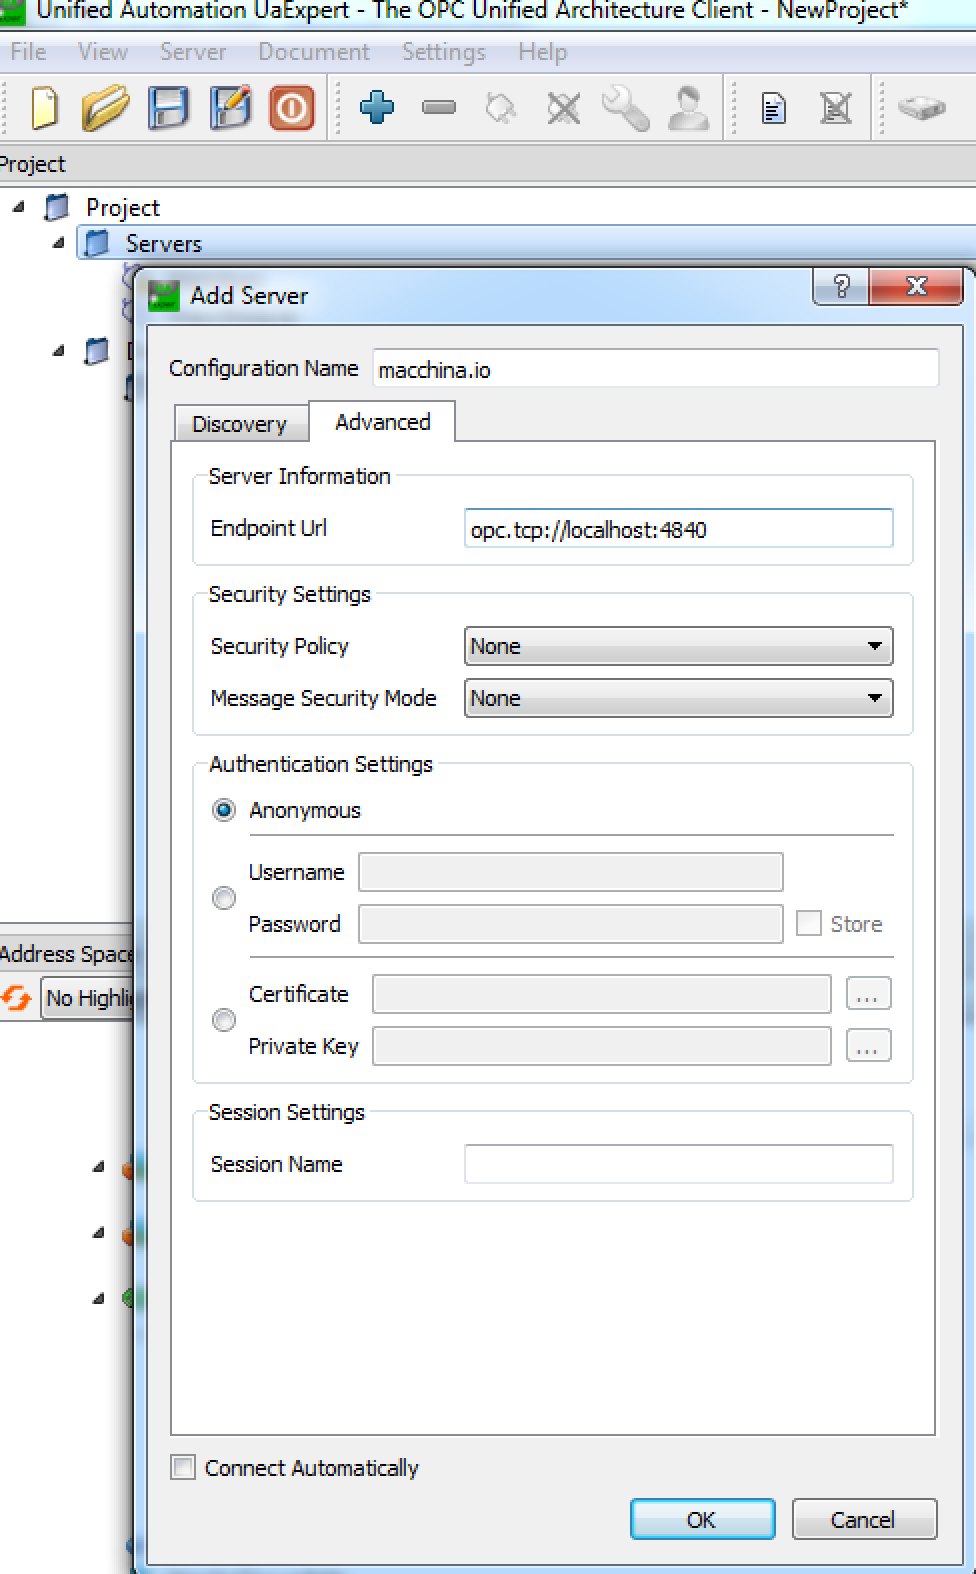 Unified Automation UaExpert - The OPC Unified Architecture Client - NewProject*
File View Server Document Settings Help
Project
Project
Servers
Add Server
Configuration Name macchina.io
Discovery Advanced
Server Information
Endpoint Url opc.tcp://localhost:4840
Security Settings
Security Policy None
Message Security Mode None
Authentication Settings
Anonymous
Username
Password Store
Address Space
No Highli
Certificate ...
Private Key ...
Session Settings
Session Name
Connect Automatically
OK Cancel